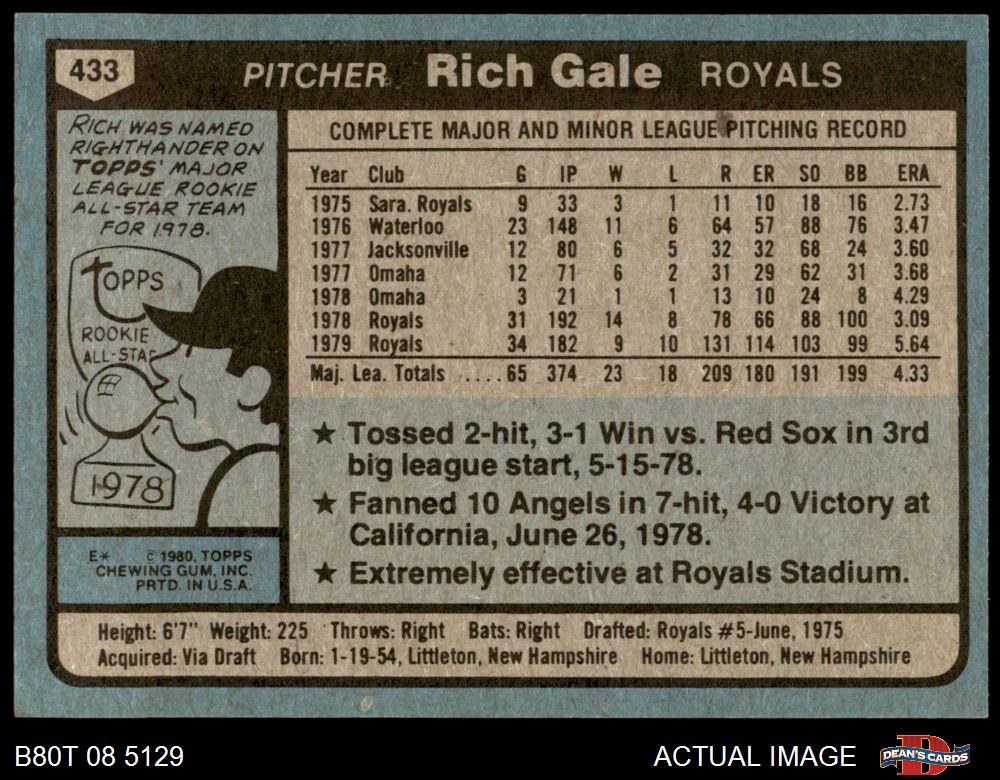 433
PITCHER Rich Gale ROYALS
RICH WAS NAMED
RIGHTHANDER ON
TOPPS' MAJOR
LEAGUE ROOKIE
ALL-STAR TEAM
FOR 1978.
TOPPS
ROOKIE
ALL-STAR
1978
E* © 1980, TOPPS
CHEWING GUM, INC.
PRTD. IN U.S.A.
COMPLETE MAJOR AND MINOR LEAGUE PITCHING RECORD
Year Club G IP W L R ER SO BB ERA
1975 Sara. Royals 9 33 3 1 11 10 18 16 2.73
1976 Waterloo 23 148 11 6 64 57 88 76 3.47
1977 Jacksonville 12 80 6 5 32 32 68 24 3.60
1977 Omaha 12 71 6 2 31 29 62 31 3.68
1978 Omaha 3 21 1 1 13 10 24 8 4.29
1978 Royals 31 192 14 8 78 66 88 100 3.09
1979 Royals 34 182 9 10 131 114 103 99 5.64
Maj. Lea. Totals .....65 374 23 18 209 180 191 199 4.33
★ Tossed 2-hit, 3-1 Win vs. Red Sox in 3rd
big league start, 5-15-78.
★ Fanned 10 Angels in 7-hit, 4-0 Victory at
California, June 26, 1978.
★ Extremely effective at Royals Stadium.
Height: 6'7" Weight: 225 Throws: Right Bats: Right Drafted: Royals #5-June, 1975
Acquired: Via Draft Born: 1-19-54, Littleton, New Hampshire Home: Littleton, New Hampshire
B80T 08 5129
ACTUAL IMAGE
DEAN'S CARDS